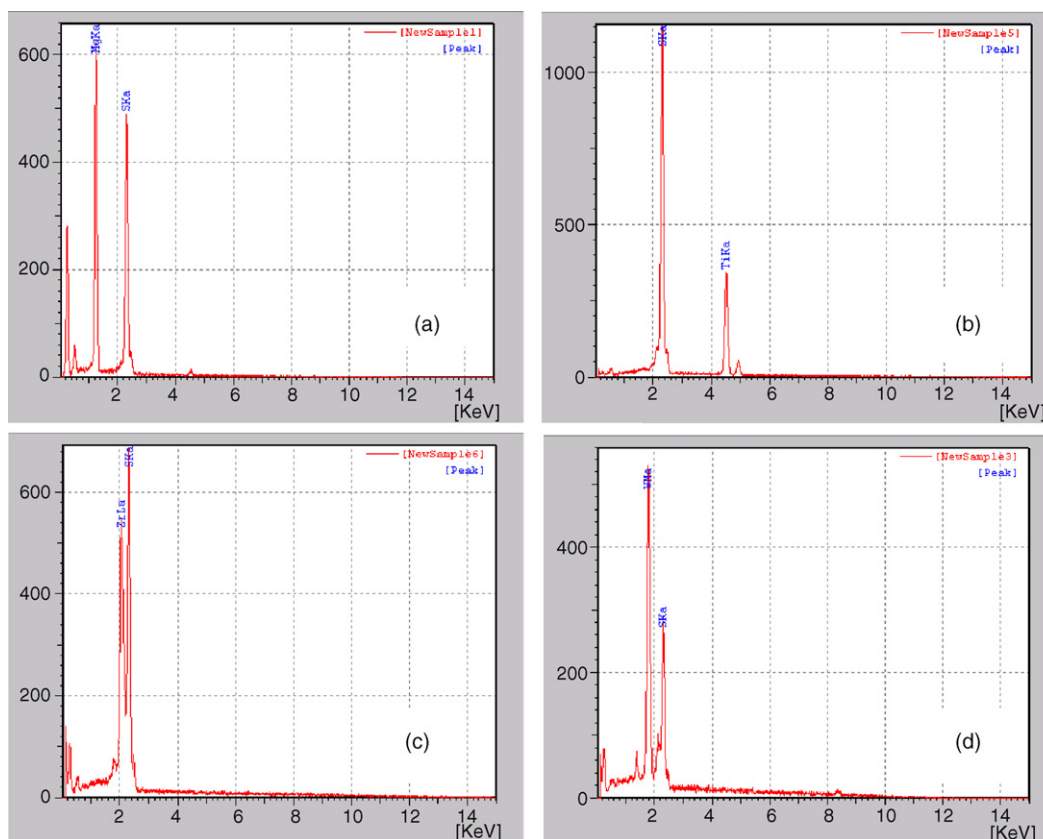 [NewSample1]
[Peak]
MgKa
SKa
600
400
200
0
2 4 6 8 10 12 14
[KeV]
(a)
[NewSample5]
[Peak]
SKa
TiKa
1000
500
0
2 4 6 8 10 12 14
[KeV]
(b)
[NewSample6]
[Peak]
ZrLa
SKa
600
400
200
0
2 4 6 8 10 12 14
[KeV]
(c)
[NewSample3]
[Peak]
WMa
SKa
400
200
0
2 4 6 8 10 12 14
[KeV]
(d)